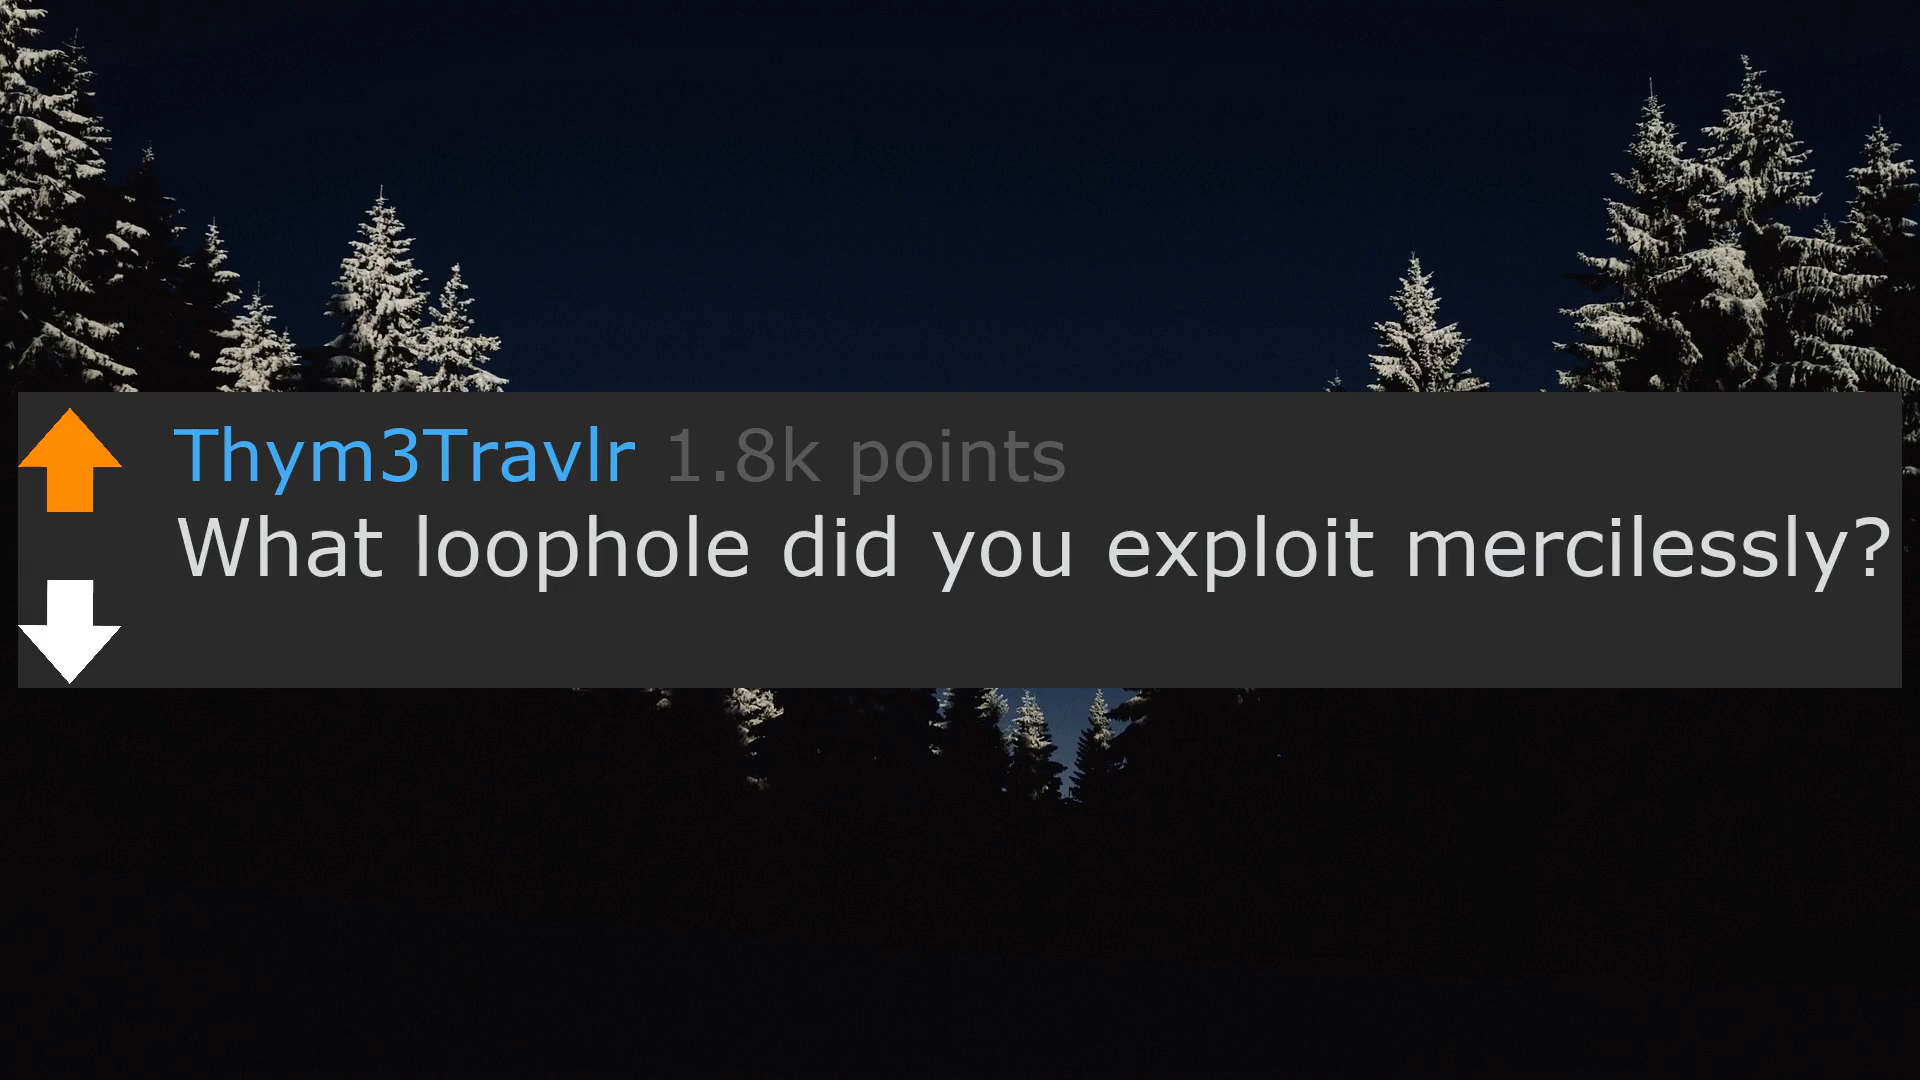 Thym3Travlr 1.8k points
What loophole did you exploit mercilessly?